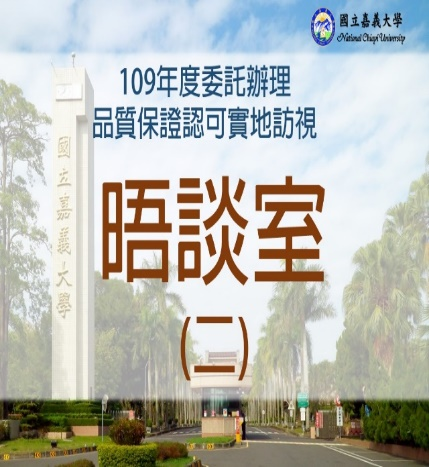 國立嘉義大學
National Chiayi University
109年度委託辦理
品質保證認可實地訪視
晤談室
(二)
國立嘉義大學